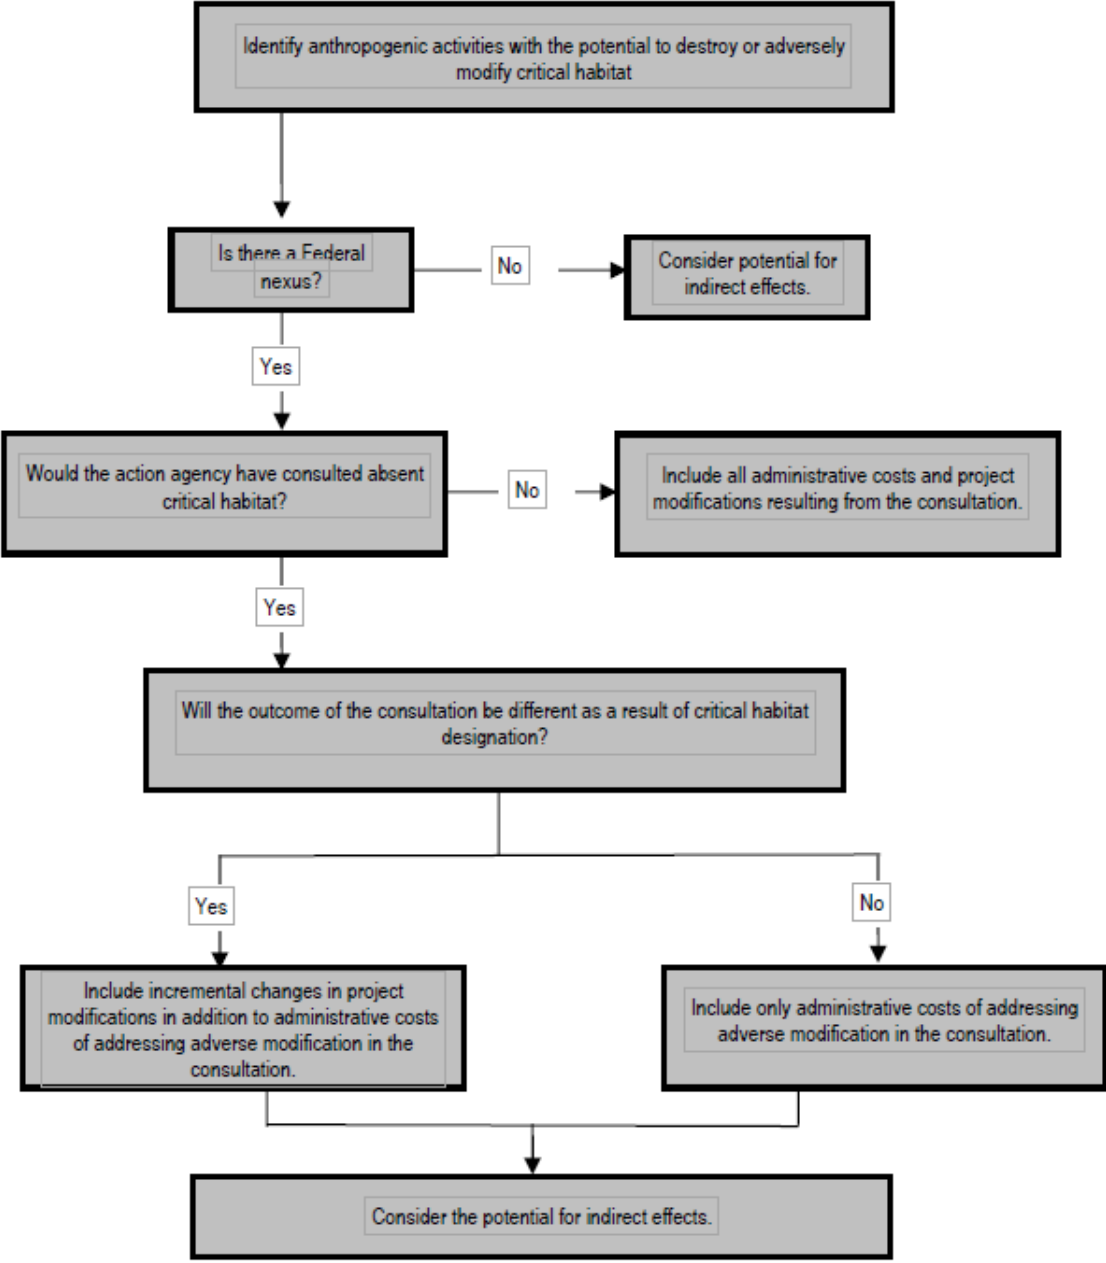 Identify anthropogenic activities with the potential to destroy or adversely
modify critical habitat
Is there a Federal
nexus?
No
Consider potential for
indirect effects.
Yes
Would the action agency have consulted absent
critical habitat?
No
Include all administrative costs and project
modifications resulting from the consultation.
Yes
Will the outcome of the consultation be different as a result of critical habitat
designation?
Yes
No
Include incremental changes in project
modifications in addition to administrative costs
of addressing adverse modification in the
consultation.
Include only administrative costs of addressing
adverse modification in the consultation.
Consider the potential for indirect effects.